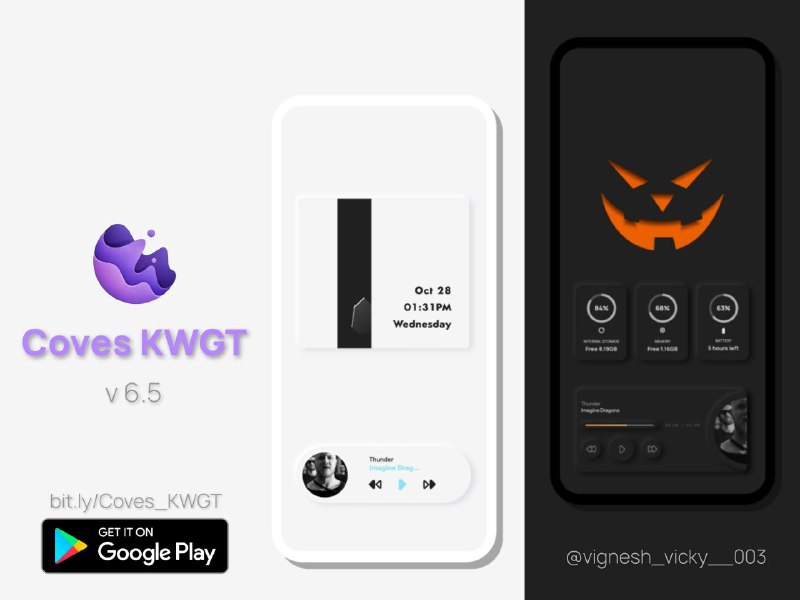 Coves KWGT
v 6.5
bit.ly/Coves_KWGT
GET IT ON
Google Play
Oct 28
01:31PM
Wednesday
Thunder
Imagine Drag...
84%
INTERNAL STORAGE
Free 8.19GB
68%
MEMORY
Free 1.16GB
63%
BATTERY
5 hours left
Thunder
Imagine Dragons
@vignesh_vicky__003